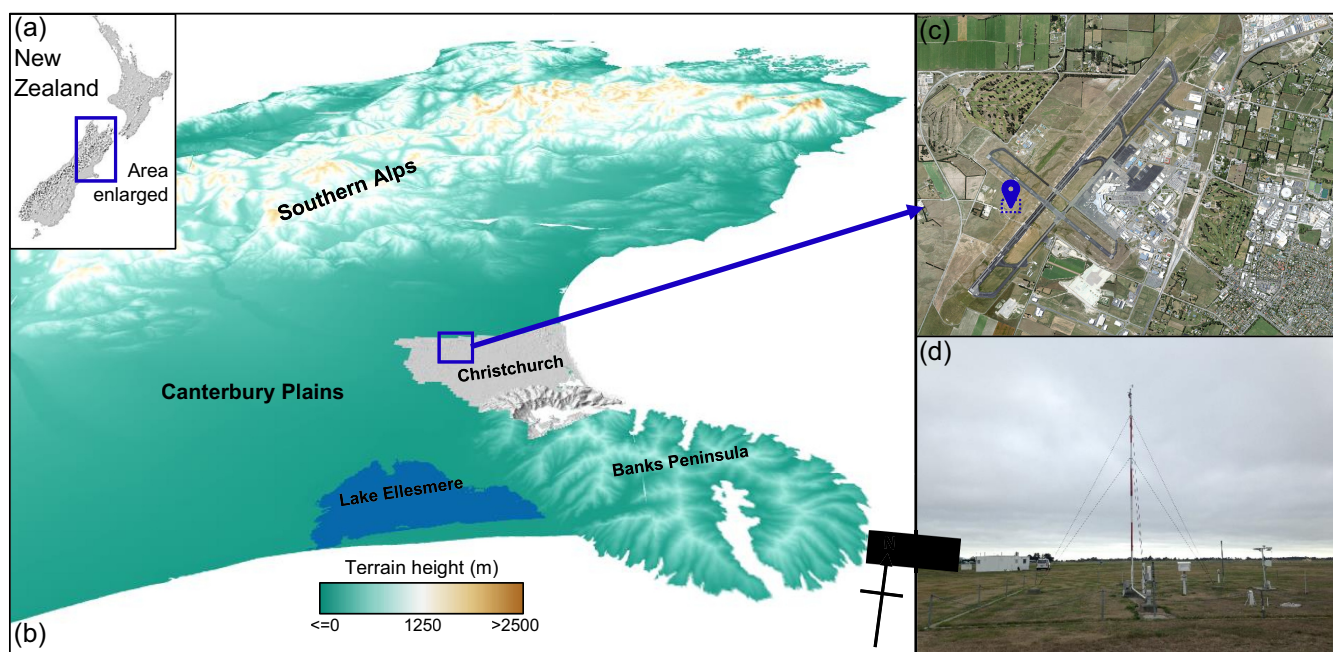 (a)
New
Zealand
Area
enlarged
Southern Alps
Christchurch
Canterbury Plains
Banks Peninsula
Lake Ellesmere
Terrain height (m)
<=0 1250 >2500
N
(b)
(c)
(d)